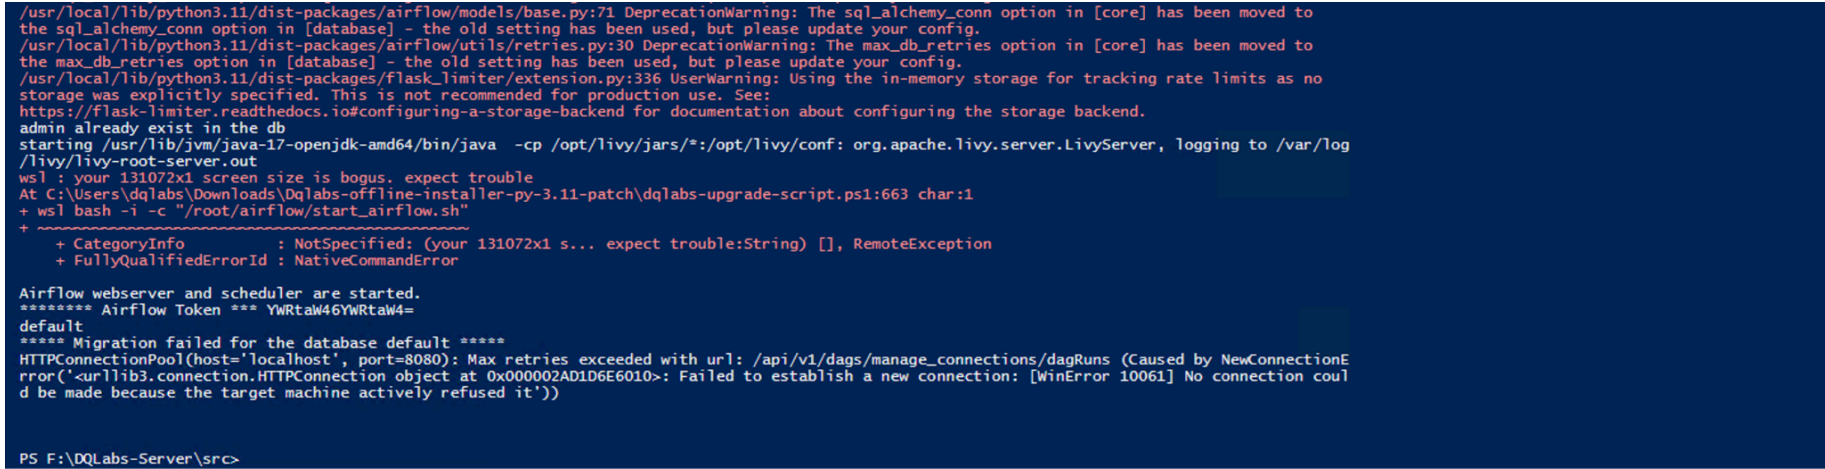 /usr/local/lib/python3.11/dist-packages/airflow/models/base.py:71 DeprecationWarning: The sql_alchemy_conn option in [core] has been moved to
the sql_alchemy_conn option in [database] - the old setting has been used, but please update your config.
/usr/local/lib/python3.11/dist-packages/airflow/utils/retries.py:30 DeprecationWarning: The max_db_retries option in [core] has been moved to
the max_db_retries option in [database] - the old setting has been used, but please update your config.
/usr/local/lib/python3.11/dist-packages/flask_limiter/extension.py:336 UserWarning: Using the in-memory storage for tracking rate limits as no
storage was explicitly specified. This is not recommended for production use. See:
https://flask-limiter.readthedocs.io#configuring-a-storage-backend for documentation about configuring the storage backend.
admin already exist in the db
starting /usr/lib/jvm/java-17-openjdk-amd64/bin/java  -cp /opt/livy/jars/*:/opt/livy/conf: org.apache.livy.server.LivyServer, logging to /var/log
/livy/livy-root-server.out
wsl : your 131072x1 screen size is bogus. expect trouble
At C:\Users\dqlabs\Downloads\Dqlabs-offline-installer-py-3.11-patch\dqlabs-upgrade-script.ps1:663 char:1
+ wsl bash -i -c "/root/airflow/start_airflow.sh"
+ ~~~~~~~~~~~~~~~~~~~~~~~~~~~~~~~~~~~~~~~~~~~~~~~
    + CategoryInfo          : NotSpecified: (your 131072x1 s... expect trouble:String) [], RemoteException
    + FullyQualifiedErrorId : NativeCommandError
Airflow webserver and scheduler are started.
******** Airflow Token *** YWRtaW46YWRtaW4=
default
***** Migration failed for the database default *****
HTTPConnectionPool(host='localhost', port=8080): Max retries exceeded with url: /api/v1/dags/manage_connections/dagRuns (Caused by NewConnectionE
rror('<urllib3.connection.HTTPConnection object at 0x000002AD1D6E6010>: Failed to establish a new connection: [WinError 10061] No connection coul
d be made because the target machine actively refused it'))
PS F:\DQLabs-Server\src>